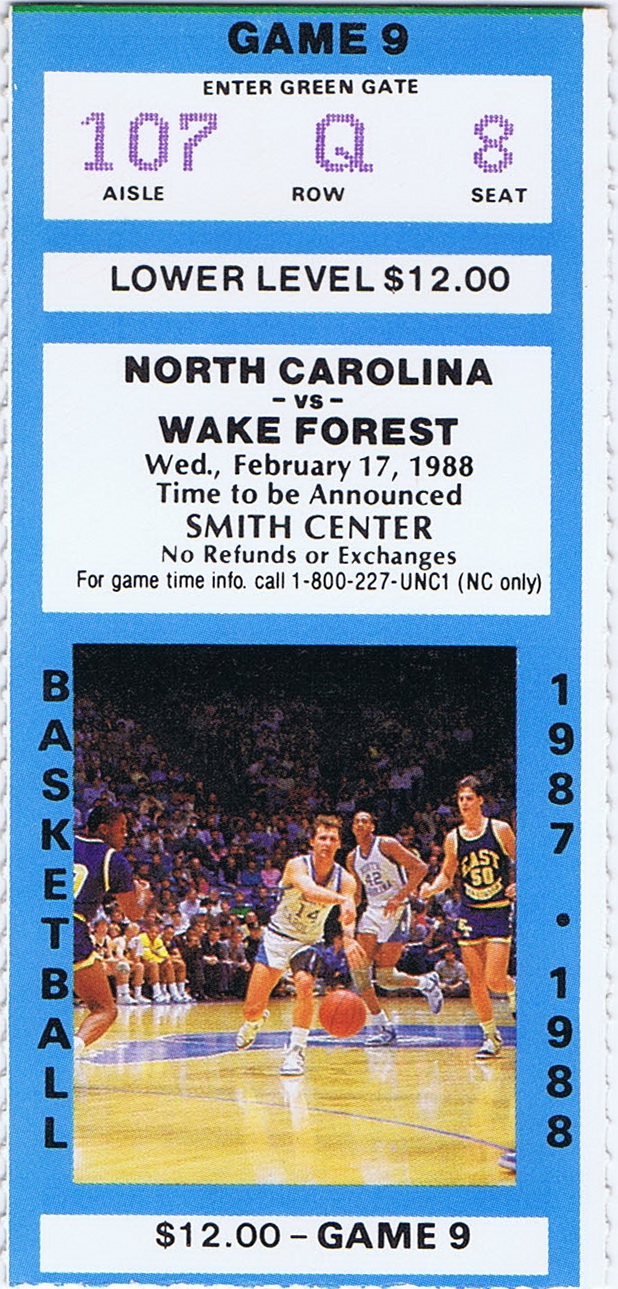 GAME 9
ENTER GREEN GATE
107 Q 8
AISLE ROW SEAT
LOWER LEVEL $12.00
NORTH CAROLINA
- VS -
WAKE FOREST
Wed., February 17, 1988
Time to be Announced
SMITH CENTER
No Refunds or Exchanges
For game time info. call 1-800-227-UNC1 (NC only)
BASKETBALL
1987 • 1988
14
42
EAST
50
$12.00 – GAME 9